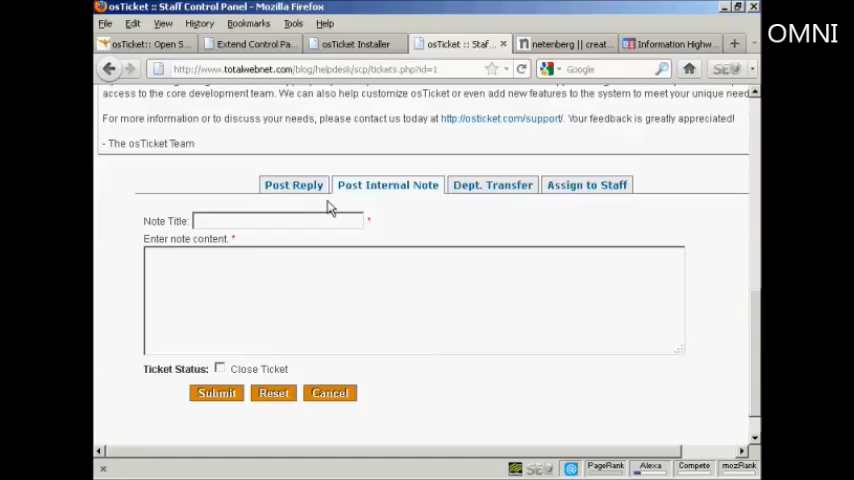 osTicket :: Staff Control Panel - Mozilla Firefox
OMNI
File Edit View History Bookmarks Tools Help
osTicket:: Open S... Extend Control Pa... osTicket Installer osTicket :: Staf... netenberg || creat... Information Highw...
http://www.totalwebnet.com/blog/helpdesk/scp/tickets.php?id=1 Google SEO
access to the core development team. We can also help customize osTicket or even add new features to the system to meet your unique need
For more information or to discuss your needs, please contact us today at http://osticket.com/support/. Your feedback is greatly appreciated!
- The osTicket Team
Post Reply Post Internal Note Dept. Transfer Assign to Staff
Note Title: *
Enter note content. *
Ticket Status: Close Ticket
Submit Reset Cancel
SEO PageRank Alexa Compete mozRank